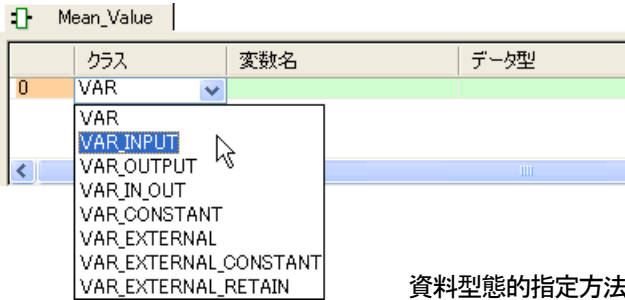 Mean_Value
クラス 変数名 データ型
0 VAR
VAR
VAR_INPUT
VAR_OUTPUT
VAR_IN_OUT
VAR_CONSTANT
VAR_EXTERNAL
VAR_EXTERNAL_CONSTANT
VAR_EXTERNAL_RETAIN
資料型態的指定方法